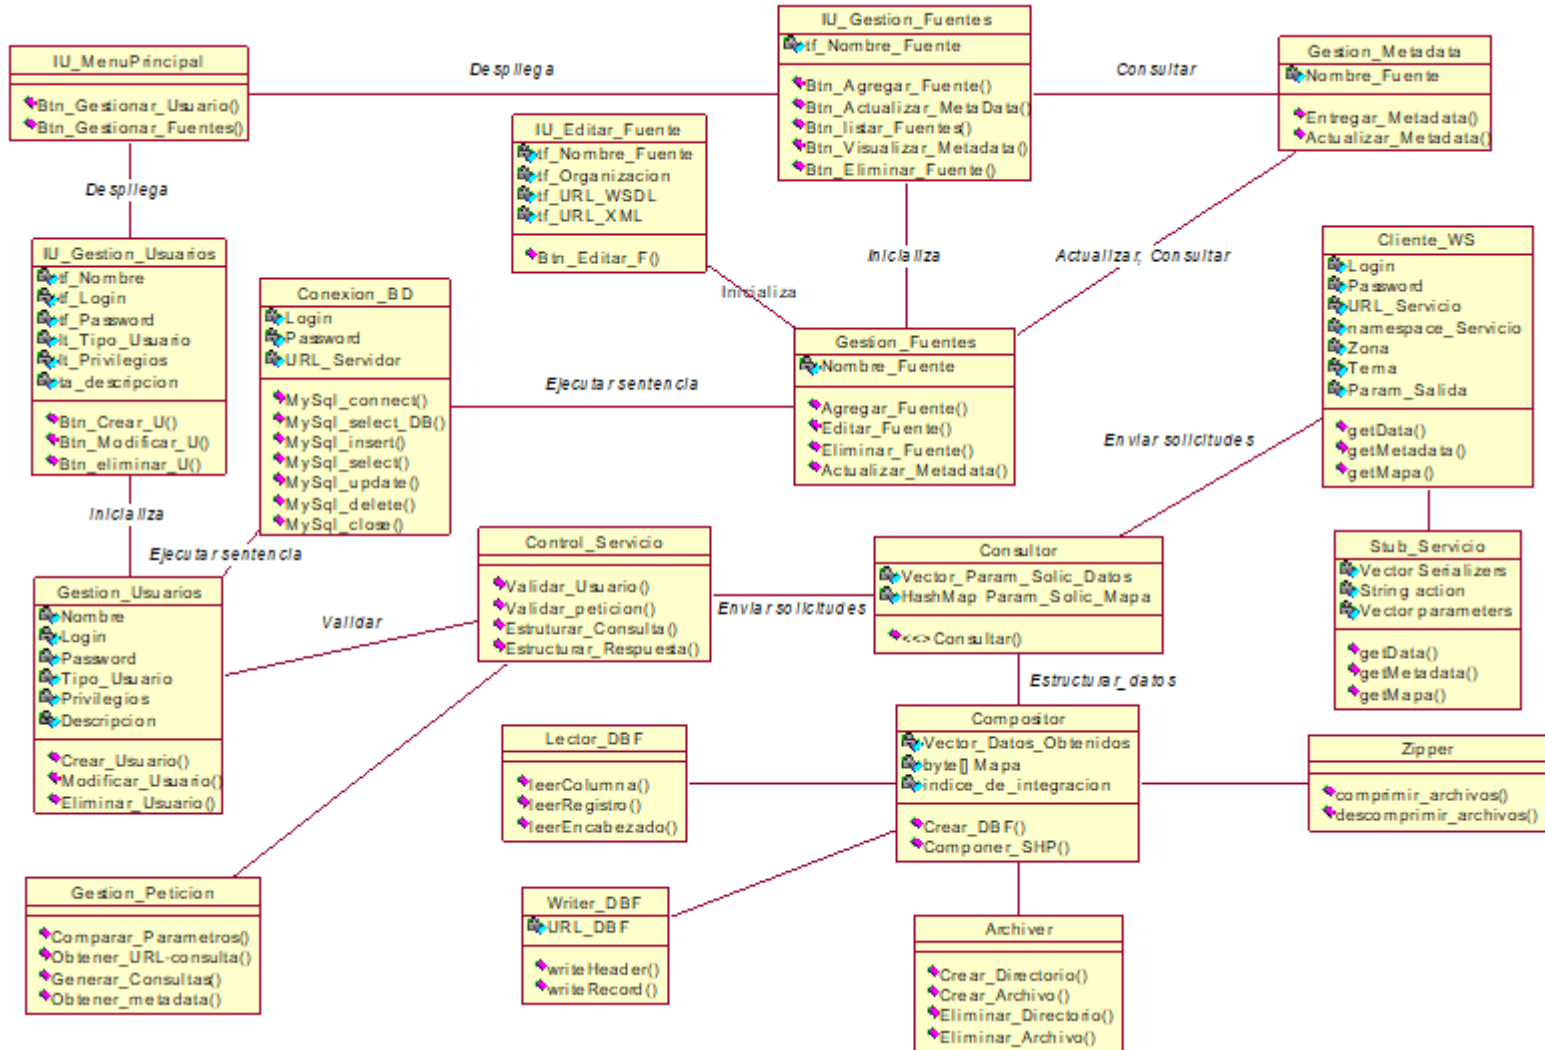 IU_MenuPrincipal
Btn_Gestionar_Usuario()
Btn_Gestionar_Fuentes()
Despliega
IU_Gestion_Fuentes
tf_Nombre_Fuente
Btn_Agregar_Fuente()
Btn_Actualizar_MetaData()
Btn_listar_Fuentes()
Btn_Visualizar_Metadata()
Btn_Eliminar_Fuente()
Consultar
Gestion_Metadata
Nombre_Fuente
Entregar_Metadata()
Actualizar_Metadata()
IU_Editar_Fuente
tf_Nombre_Fuente
tf_Organizacion
tf_URL_WSDL
tf_URL_XML
Btn_Editar_F()
Despliega
IU_Gestion_Usuarios
tf_Nombre
tf_Login
tf_Password
lt_Tipo_Usuario
lt_Privilegios
ta_descripcion
Btn_Crear_U()
Btn_Modificar_U()
Btn_eliminar_U()
Conexion_BD
Login
Password
URL_Servidor
MySql_connect()
MySql_select_DB()
MySql_insert()
MySql_select()
MySql_update()
MySql_delete()
MySql_close()
Inicializa
Inicializa
Actualizar, Consultar
Cliente_WS
Login
Password
URL_Servicio
namespace_Servicio
Zona
Tema
Param_Salida
getData()
getMetadata()
getMapa()
Gestion_Fuentes
Nombre_Fuente
Agregar_Fuente()
Editar_Fuente()
Eliminar_Fuente()
Actualizar_Metadata()
Ejecutar sentencia
Enviar solicitudes
Inicializa
Ejecutar sentencia
Gestion_Usuarios
Nombre
Login
Password
Tipo_Usuario
Privilegios
Descripcion
Crear_Usuario()
Modificar_Usuario()
Eliminar_Usuario()
Validar
Control_Servicio
Validar_Usuario()
Validar_peticion()
Estruturar_Consulta()
Estructurar_Respuesta()
Enviar solicitudes
Consultor
Vector_Param_Solic_Datos
HashMap Param_Solic_Mapa
<<> Consultar()
Stub_Servicio
Vector Serializers
String action
Vector parameters
getData()
getMetadata()
getMapa()
Estructurar_datos
Compositor
Vector_Datos_Obtenidos
byte[] Mapa
indice_de_integracion
Crear_DBF()
Componer_SHP()
Lector_DBF
leerColumna()
leerRegistro()
leerEncabezado()
Zipper
comprimir_archivos()
descomprimir_archivos()
Gestion_Peticion
Comparar_Parametros()
Obtener_URL-consulta()
Generar_Consultas()
Obtener_metadata()
Writer_DBF
URL_DBF
writeHeader()
writeRecord()
Archiver
Crear_Directorio()
Crear_Archivo()
Eliminar_Directorio()
Eliminar_Archivo()